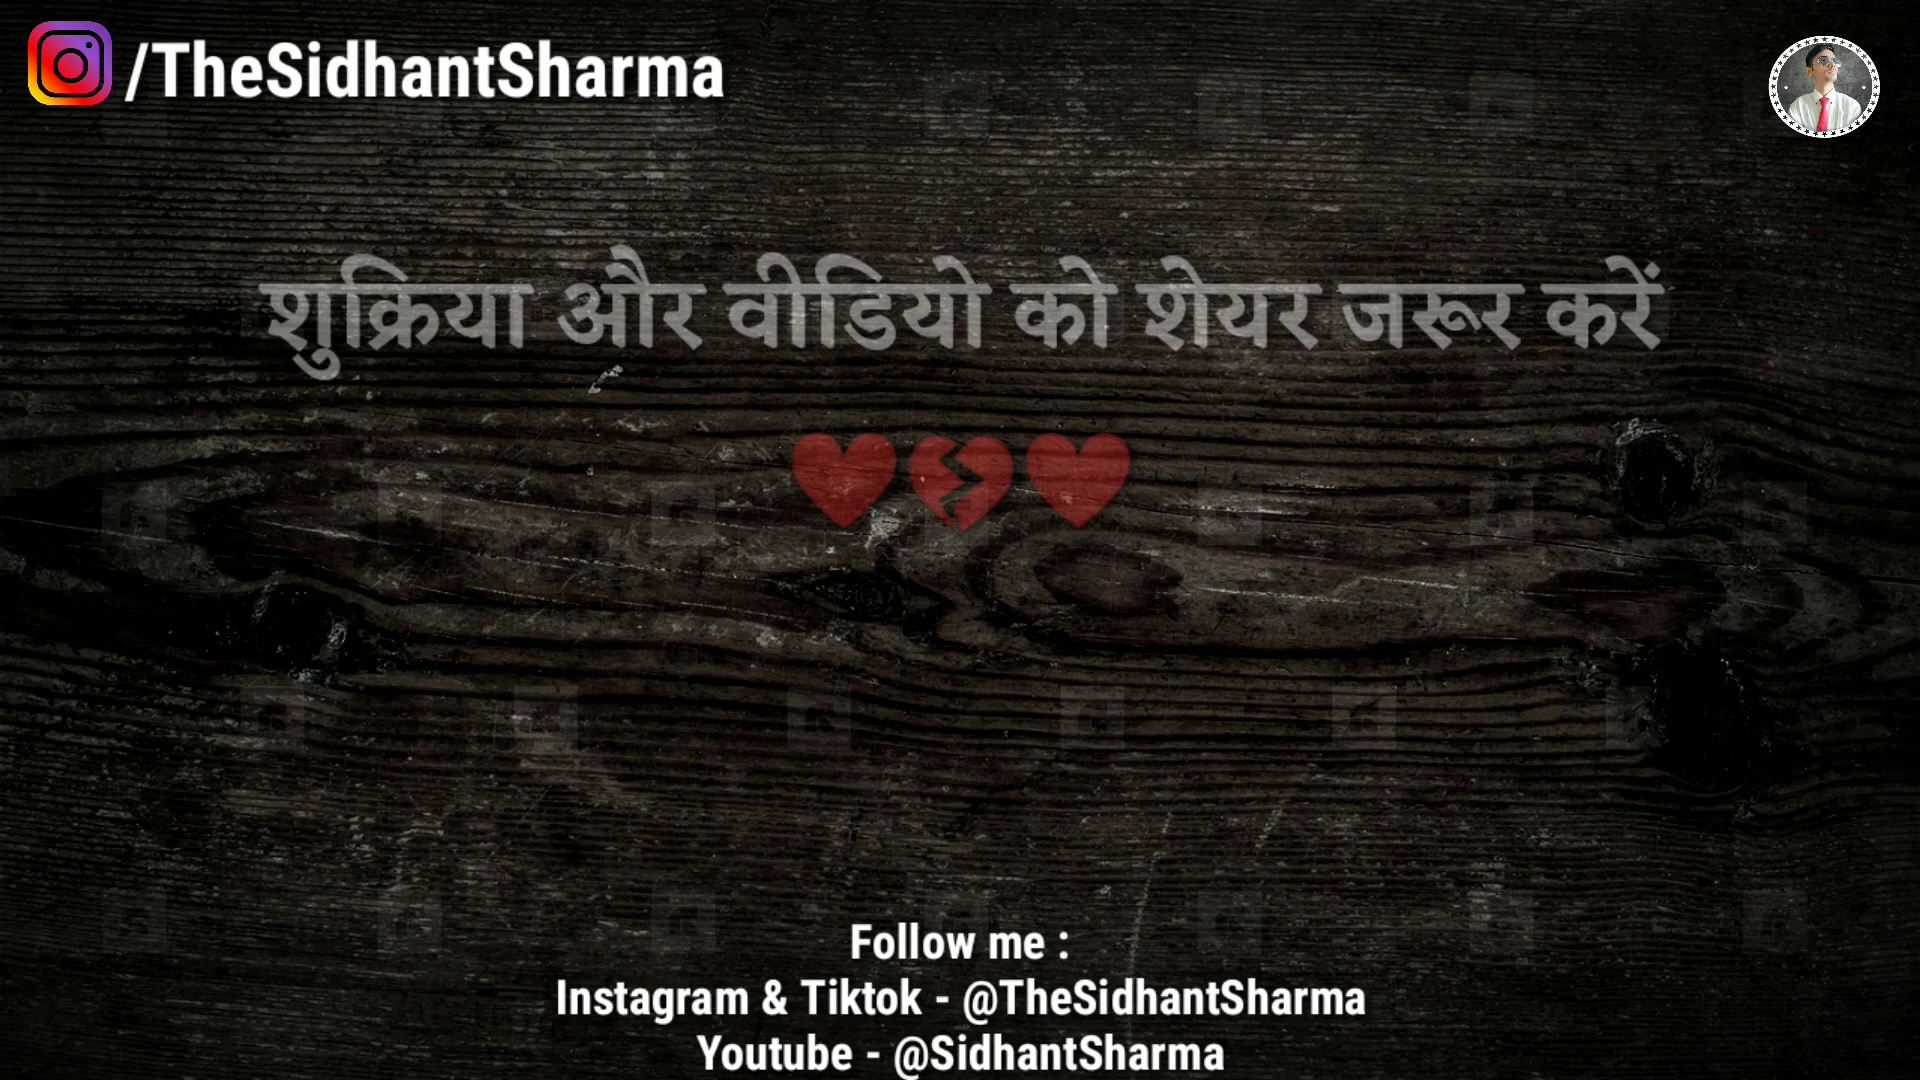 /TheSidhantSharma
शुक्रिया और वीडियो को शेयर जरूर करें
Follow me :
Instagram & Tiktok - @TheSidhantSharma
Youtube - @SidhantSharma